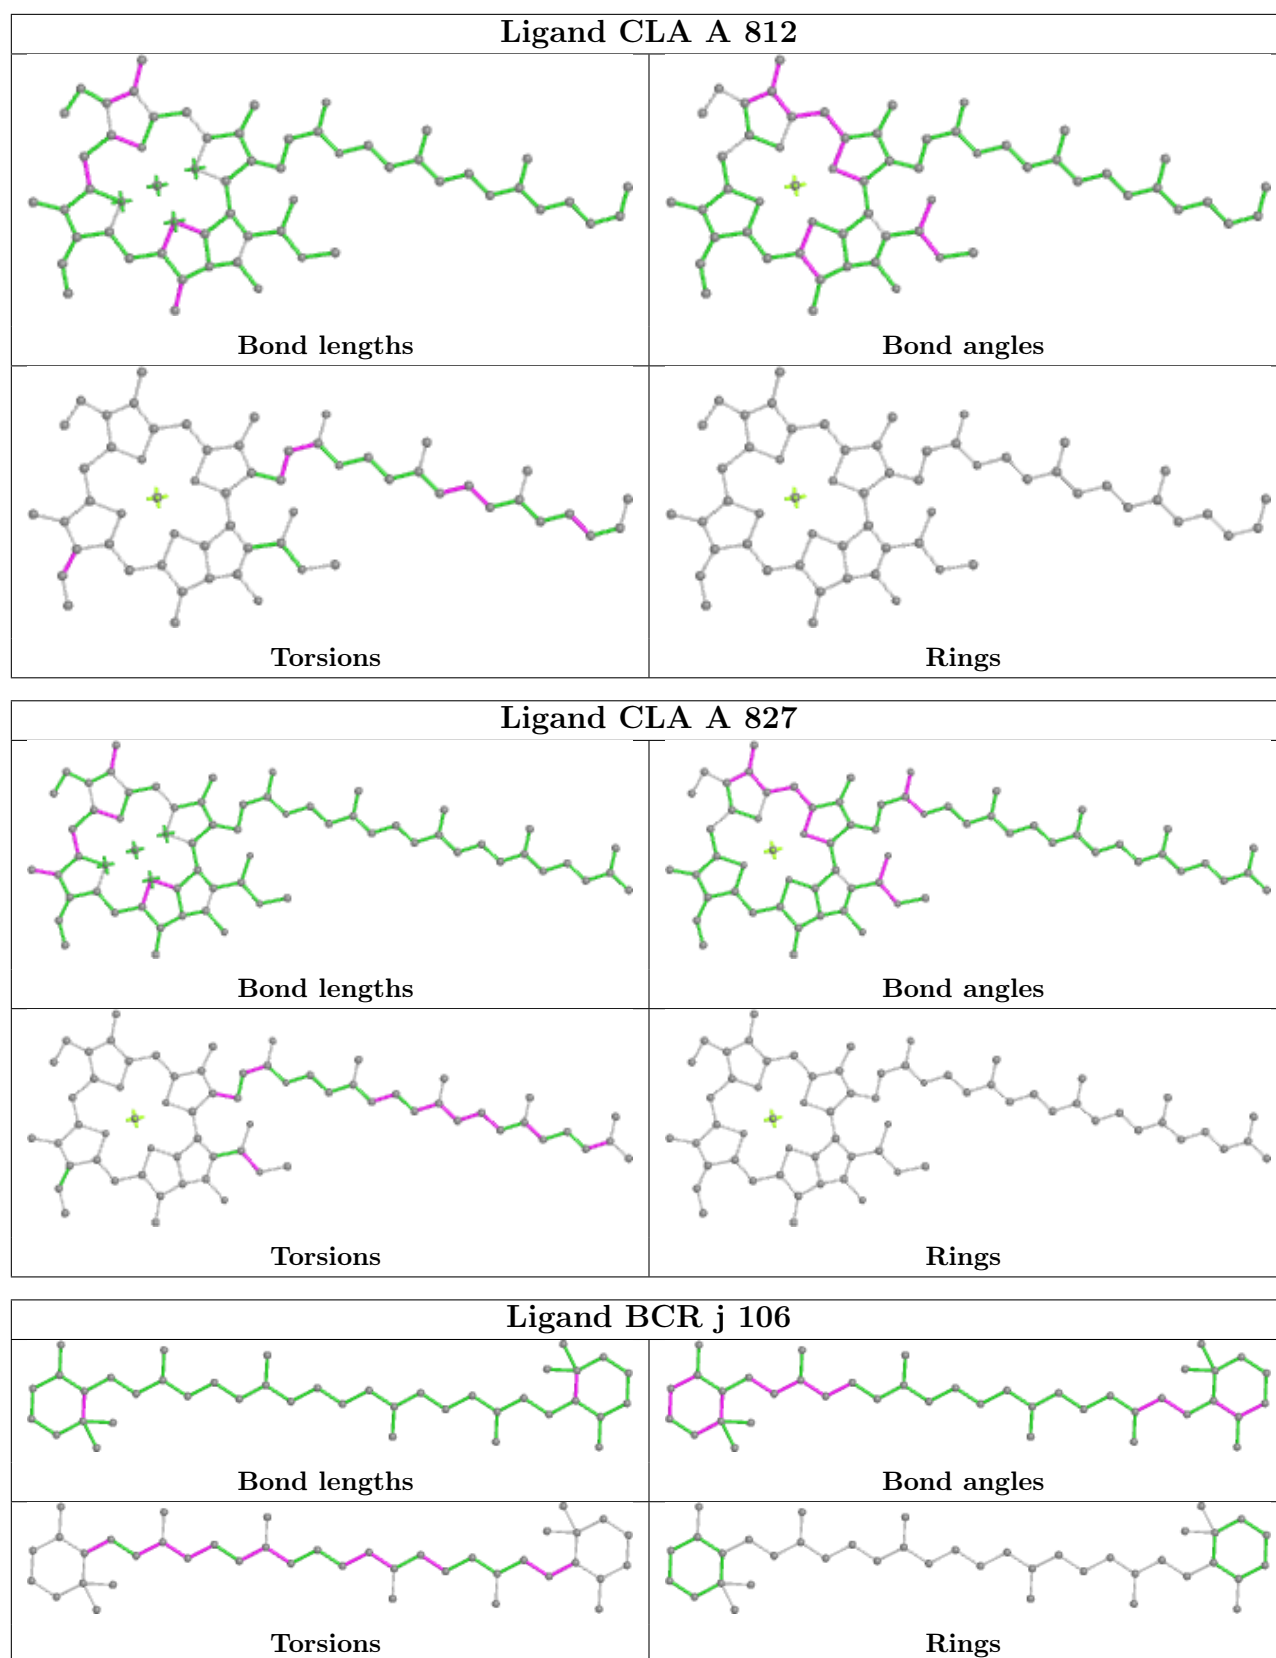 Ligand CLA A 812
Bond lengths
Bond angles
Torsions
Rings
Ligand CLA A 827
Bond lengths
Bond angles
Torsions
Rings
Ligand BCR j 106
Bond lengths
Bond angles
Torsions
Rings